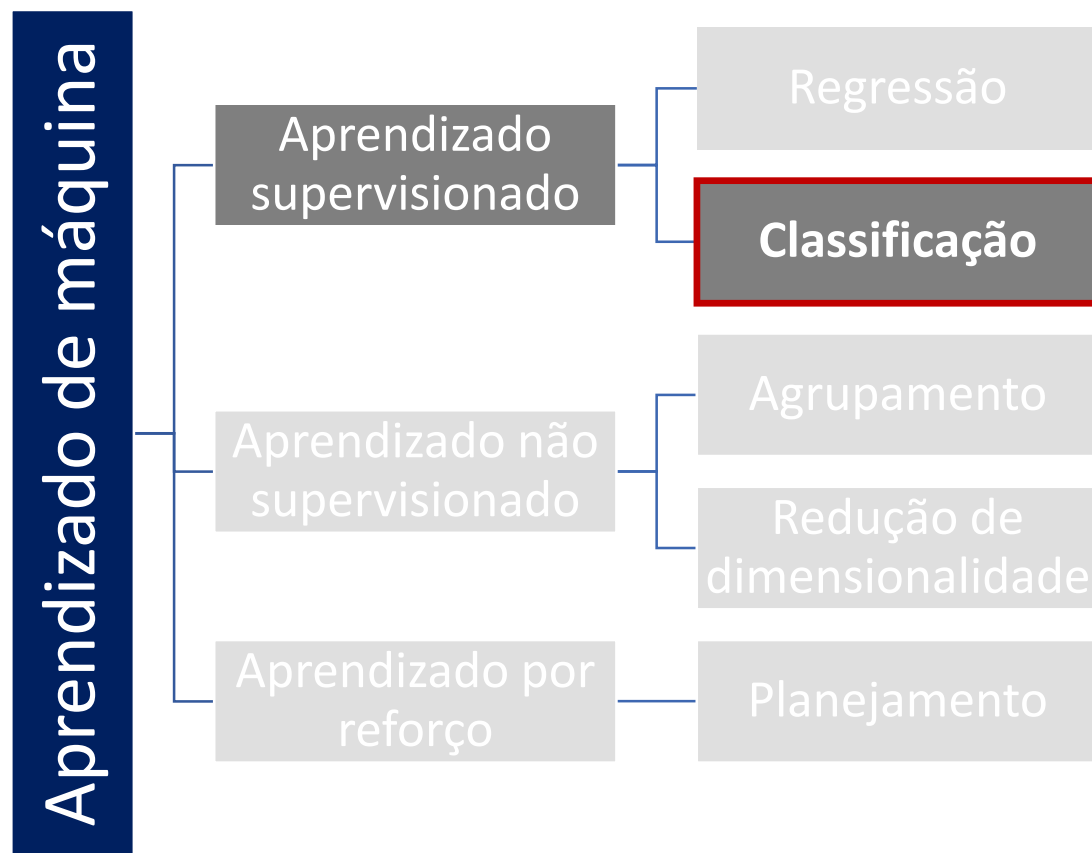 Aprendizado de máquina
Aprendizado
supervisionado
Regressão
Classificação
Aprendizado não
supervisionado
Agrupamento
Redução de
dimensionalidade
Aprendizado por
reforço
Planejamento